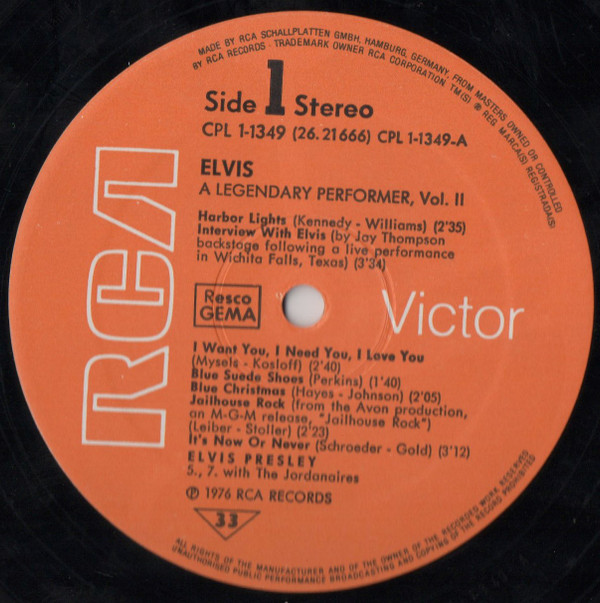 MADE BY RCA SCHALLPLATTEN GMBH, HAMBURG, GERMANY, FROM MASTERS OWNED OR CONTROLLED
BY RCA RECORDS · TRADEMARK OWNER RCA CORPORATION TM(S) ® REG MARCA(S) REGISTRADA(S)
Side 1 Stereo
CPL 1-1349 (26.21666) CPL 1-1349-A
ELVIS
A LEGENDARY PERFORMER, Vol. II
Harbor Lights (Kennedy - Williams) (2'35)
Interview With Elvis (by Jay Thompson
backstage following a live performance
in Wichita Falls, Texas) (3'34)
RCA
Resco
GEMA
Victor
I Want You, I Need You, I Love You
(Mysels - Kosloff) (2'40)
Blue Suede Shoes (Perkins) (1'40)
Blue Christmas (Hayes - Johnson) (2'05)
Jailhouse Rock (from the Avon production,
an M-G-M release, "Jailhouse Rock")
(Leiber - Stoller) (2'23)
It's Now Or Never (Schroeder - Gold) (3'12)
ELVIS PRESLEY
5., 7. with The Jordanaires
℗ 1976 RCA RECORDS
33
ALL RIGHTS OF THE MANUFACTURER AND OF THE OWNER OF THE RECORDED WORK RESERVED
UNAUTHORISED PUBLIC PERFORMANCE BROADCASTING AND COPYING OF THE RECORD PROHIBITED